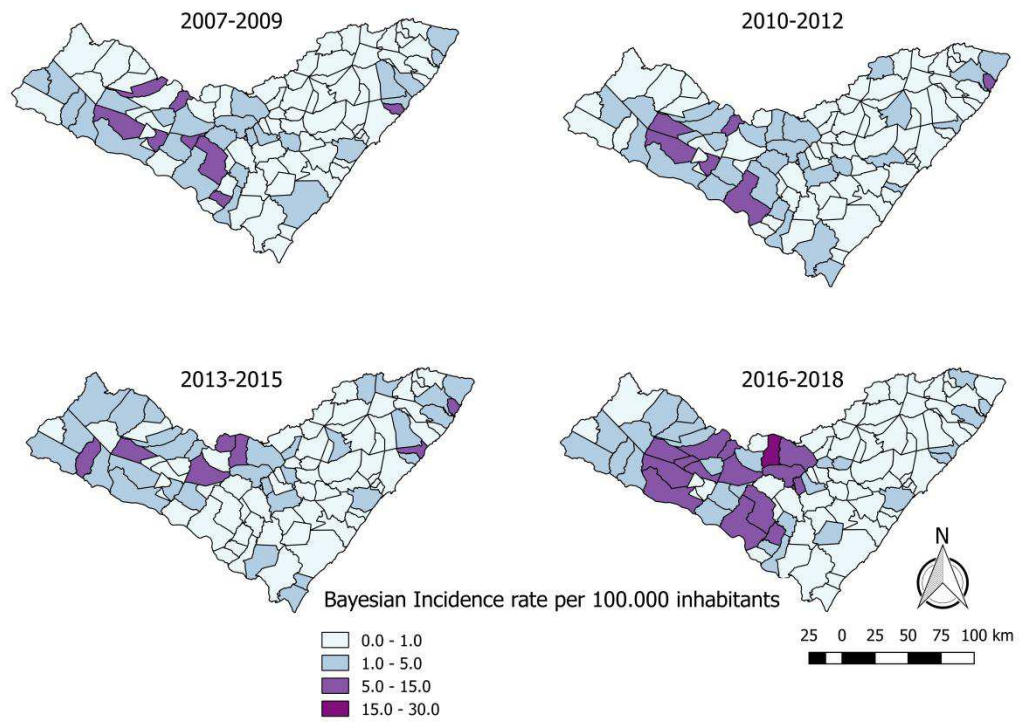 2007-2009
2010-2012
2013-2015
2016-2018
N
Bayesian Incidence rate per 100.000 inhabitants
0.0 - 1.0
1.0 - 5.0
5.0 - 15.0
15.0 - 30.0
25 0 25 50 75 100 km